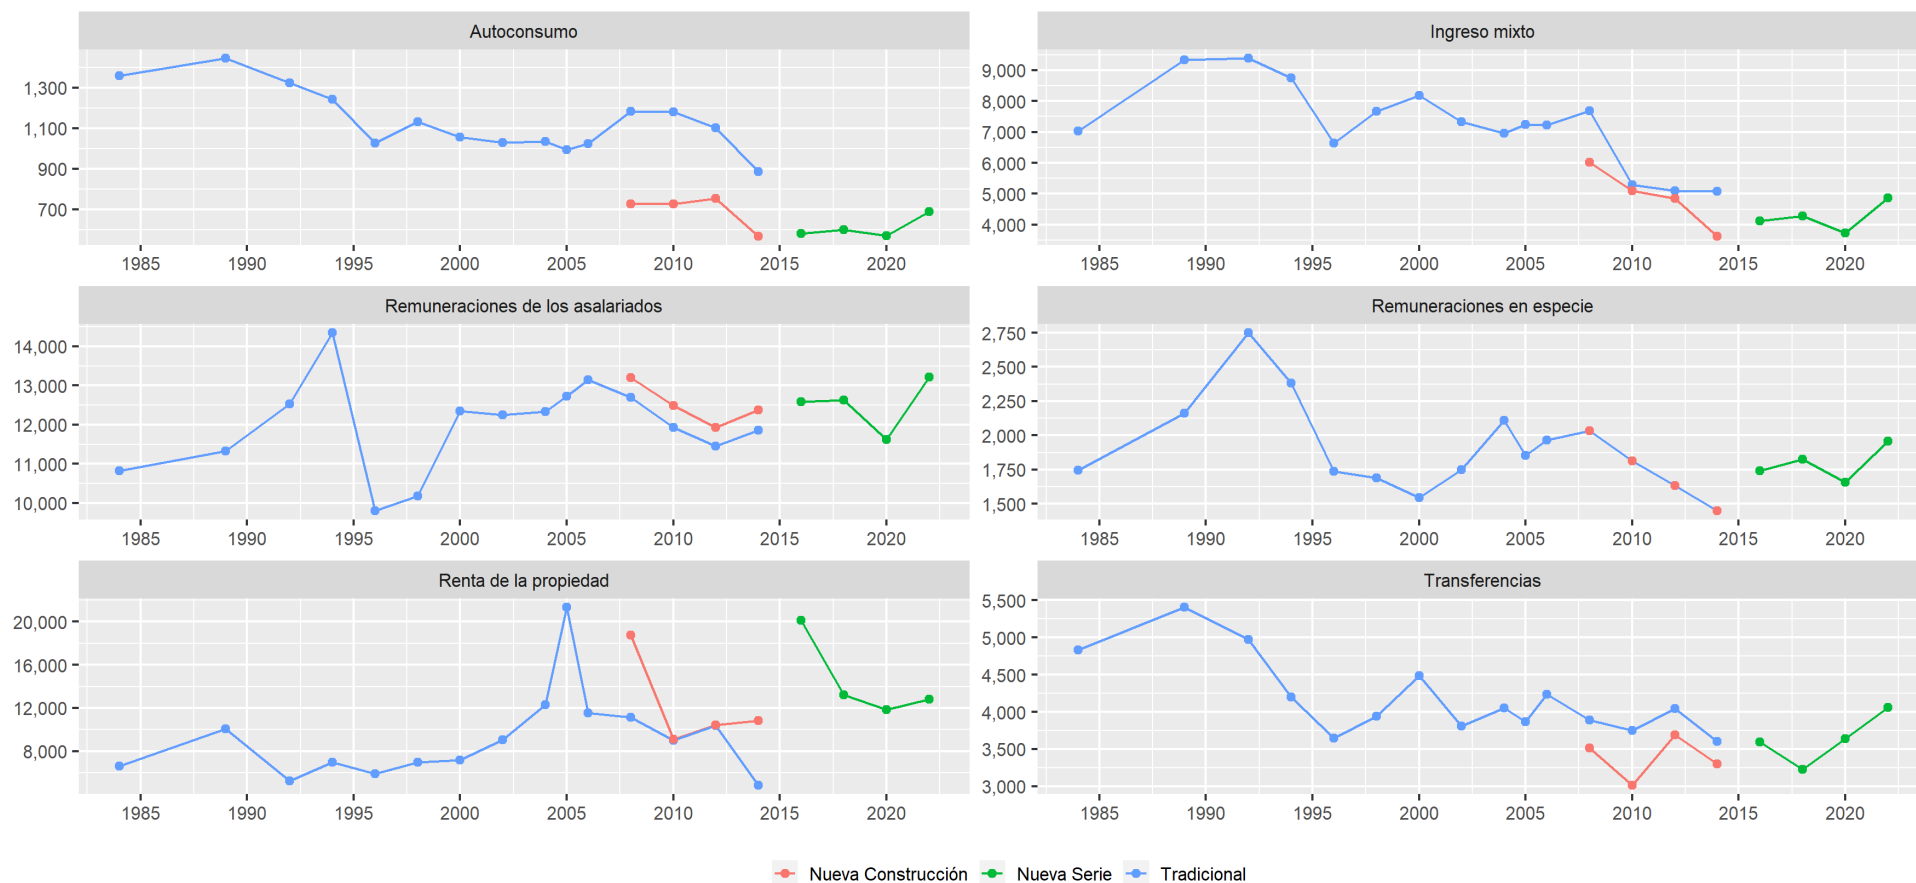 Autoconsumo
1,300
1,100
900
700
1985 1990 1995 2000 2005 2010 2015 2020
Ingreso mixto
9,000
8,000
7,000
6,000
5,000
4,000
1985 1990 1995 2000 2005 2010 2015 2020
Remuneraciones de los asalariados
14,000
13,000
12,000
11,000
10,000
1985 1990 1995 2000 2005 2010 2015 2020
Remuneraciones en especie
2,750
2,500
2,250
2,000
1,750
1,500
1985 1990 1995 2000 2005 2010 2015 2020
Renta de la propiedad
20,000
16,000
12,000
8,000
1985 1990 1995 2000 2005 2010 2015 2020
Transferencias
5,500
5,000
4,500
4,000
3,500
3,000
1985 1990 1995 2000 2005 2010 2015 2020
Nueva Construcción Nueva Serie Tradicional